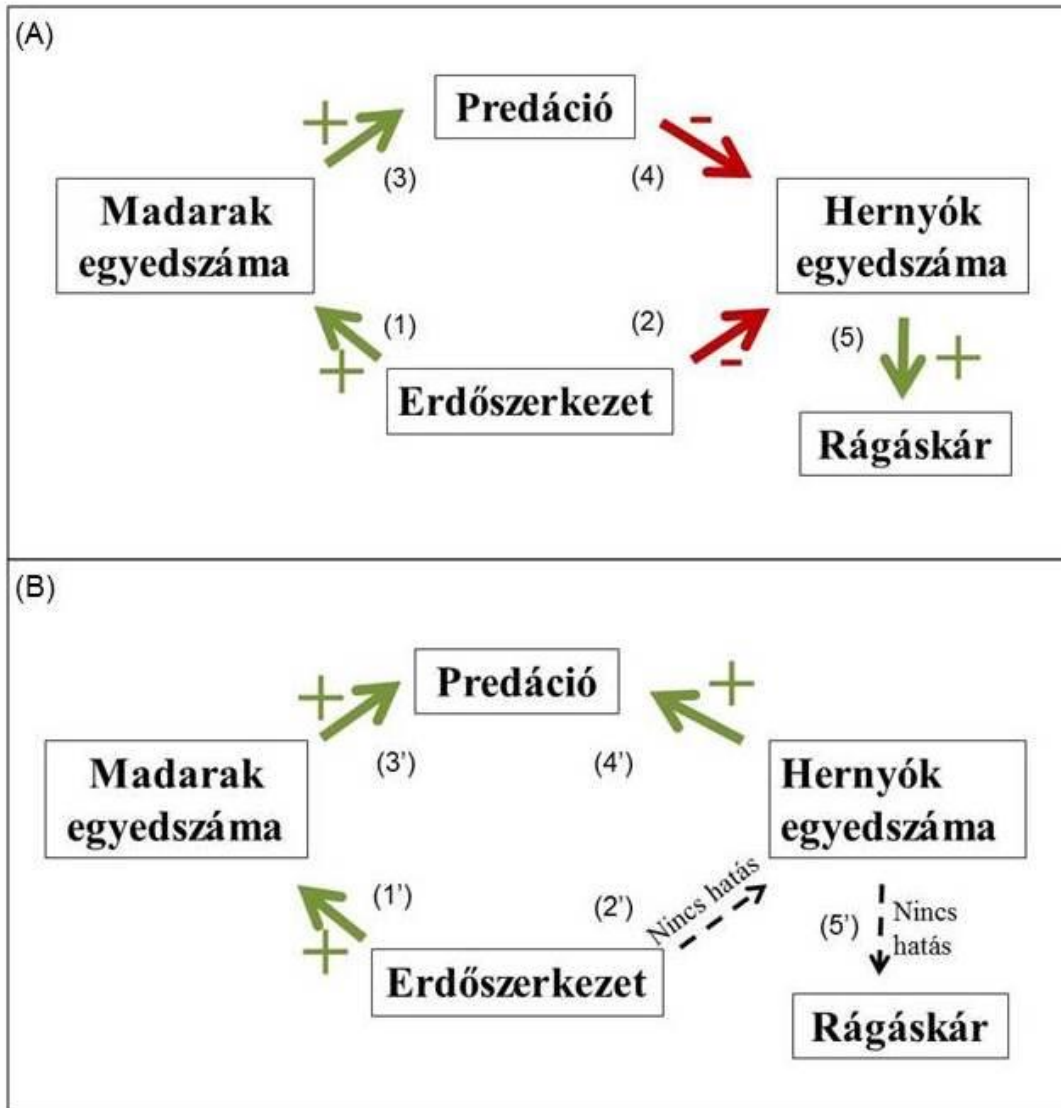 (A)
Predáció
+
-
(3)
(4)
Madarak
egyedszáma
Hernyók
egyedszáma
(1)
(2)
(5)
+
-
+
Erdőszerkezet
Rágáskár
(B)
Predáció
+
+
(3’)
(4’)
Madarak
egyedszáma
Hernyók
egyedszáma
(1’)
(2’)
Nincs hatás
(5’)
Nincs
hatás
+
Erdőszerkezet
Rágáskár